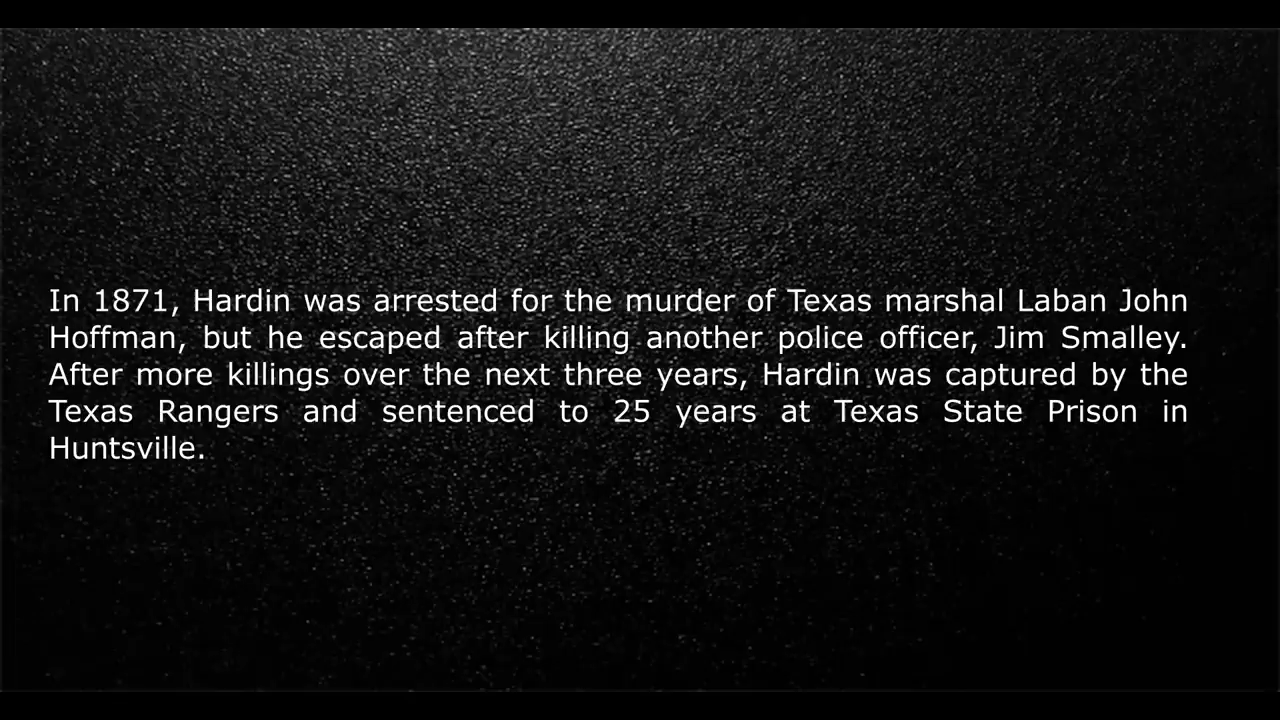 In 1871, Hardin was arrested for the murder of Texas marshal Laban John
Hoffman, but he escaped after killing another police officer, Jim Smalley.
After more killings over the next three years, Hardin was captured by the
Texas Rangers and sentenced to 25 years at Texas State Prison in
Huntsville.